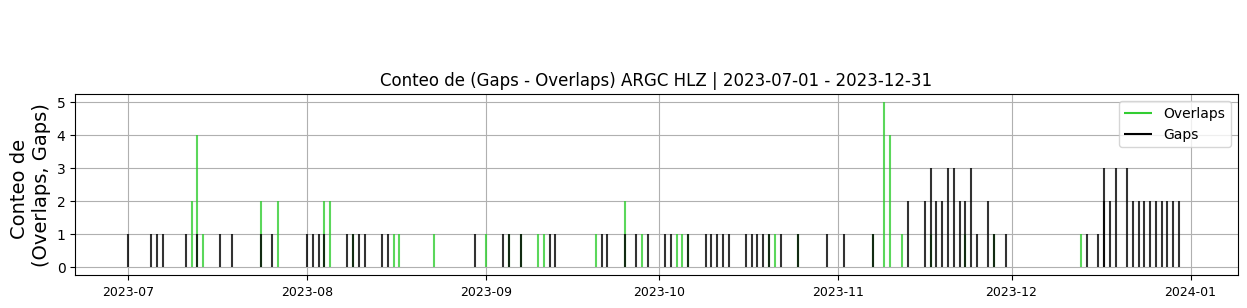 Conteo de (Gaps - Overlaps) ARGC HLZ | 2023-07-01 - 2023-12-31
Conteo de
(Overlaps, Gaps)
5
4
3
2
1
0
Overlaps
Gaps
2023-07 2023-08 2023-09 2023-10 2023-11 2023-12 2024-01